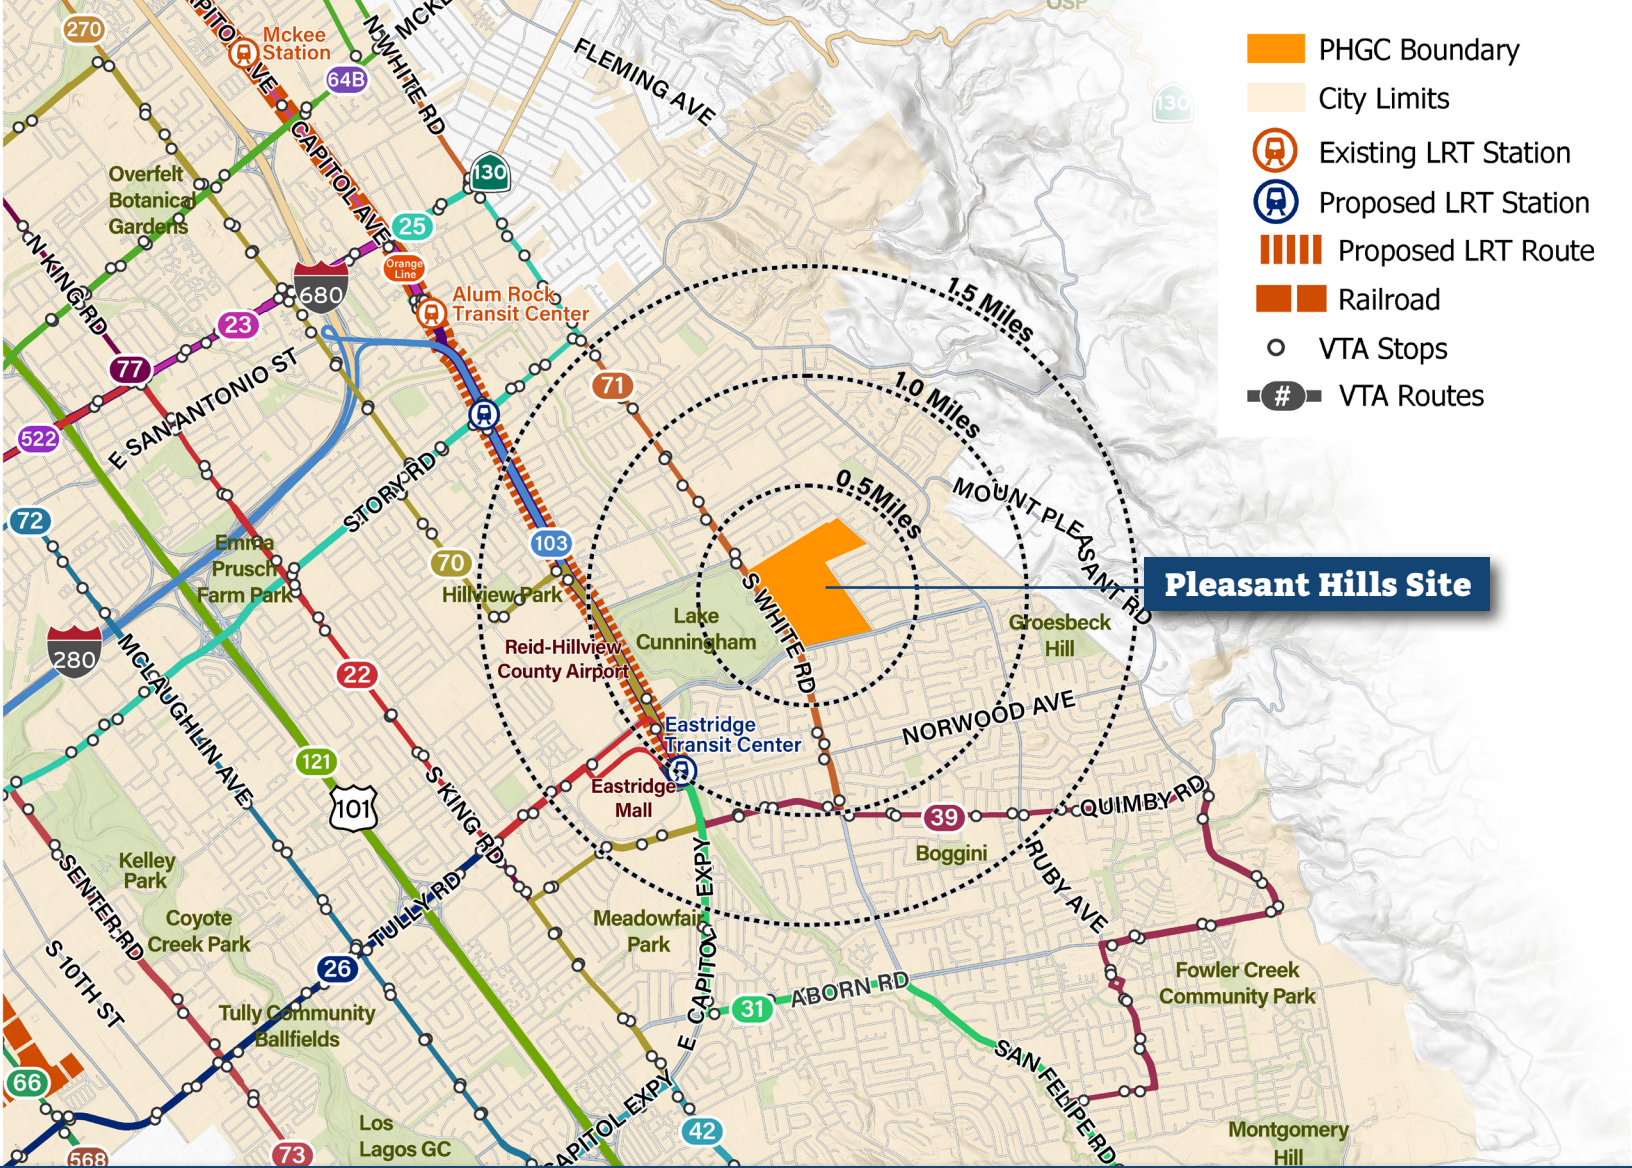 270
Mckee
Station
APITOL AVE
64B
N WHITE RD
MCKE
FLEMING AVE
130
130
CAPITOL AVE
Overfelt
Botanical
Gardens
25
Orange
Line
N KING RD
680
Alum Rock
Transit Center
23
77
E SAN ANTONIO ST
522
71
1.5 Miles
1.0 Miles
0.5 Miles
STORY RD
MOUNT PLEASANT RD
72
Emma
Prusch
Farm Park
103
70
Hillview Park
Lake
Cunningham
S WHITE RD
Groesbeck
Hill
Reid-Hillview
County Airport
280
22
MCLAUGHLIN AVE
NORWOOD AVE
Eastridge
Transit Center
121
101
Eastridge
Mall
39
QUIMBY RD
S KING RD
Boggini
RUBY AVE
Kelley
Park
SENTER RD
TULLY RD
E CAPITOL EXPY
Coyote
Creek Park
Meadowfair
Park
S 10TH ST
26
31
ABORN RD
Fowler Creek
Community Park
Tully Community
Ballfields
SAN FELIPE RD
66
Los
Lagos GC
CAPITOL EXPY
42
73
568
Montgomery
Hill
Pleasant Hills Site
PHGC Boundary
City Limits
Existing LRT Station
Proposed LRT Station
Proposed LRT Route
Railroad
VTA Stops
# VTA Routes